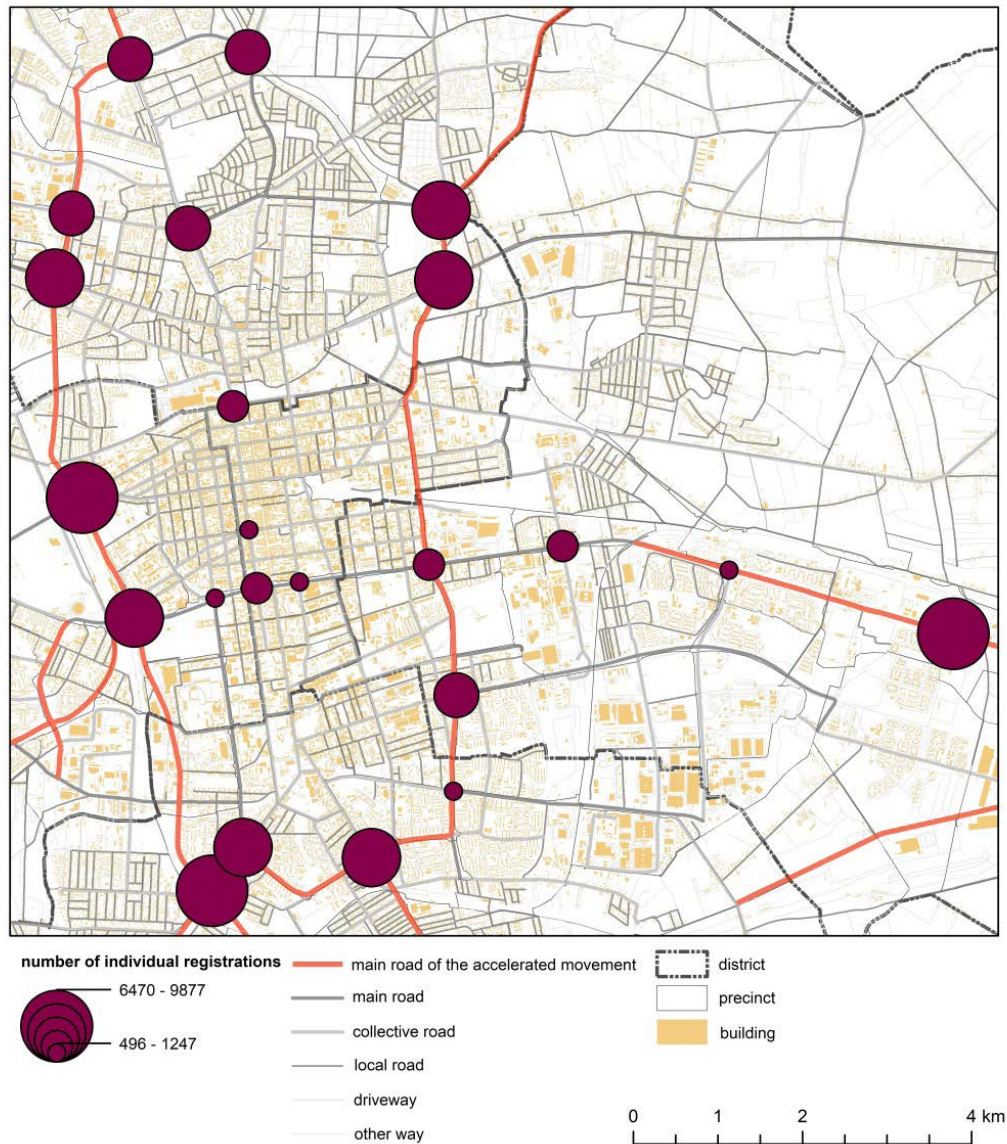 number of individual registrations
6470 - 9877
496 - 1247
main road of the accelerated movement
main road
collective road
local road
driveway
other way
district
precinct
building
0 1 2 4 km